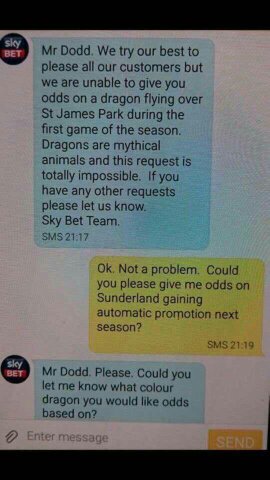 sky
BET
Mr Dodd. We try our best to
please all our customers but
we are unable to give you
odds on a dragon flying over
St James Park during the
first game of the season.
Dragons are mythical
animals and this request is
totally impossible. If you
have any other requests
please let us know.
Sky Bet Team.
SMS 21:17
Ok. Not a problem. Could
you please give me odds on
Sunderland gaining
automatic promotion next
season?
SMS 21:19
sky
BET
Mr Dodd. Please. Could you
let me know what colour
dragon you would like odds
based on?
Enter message
SEND